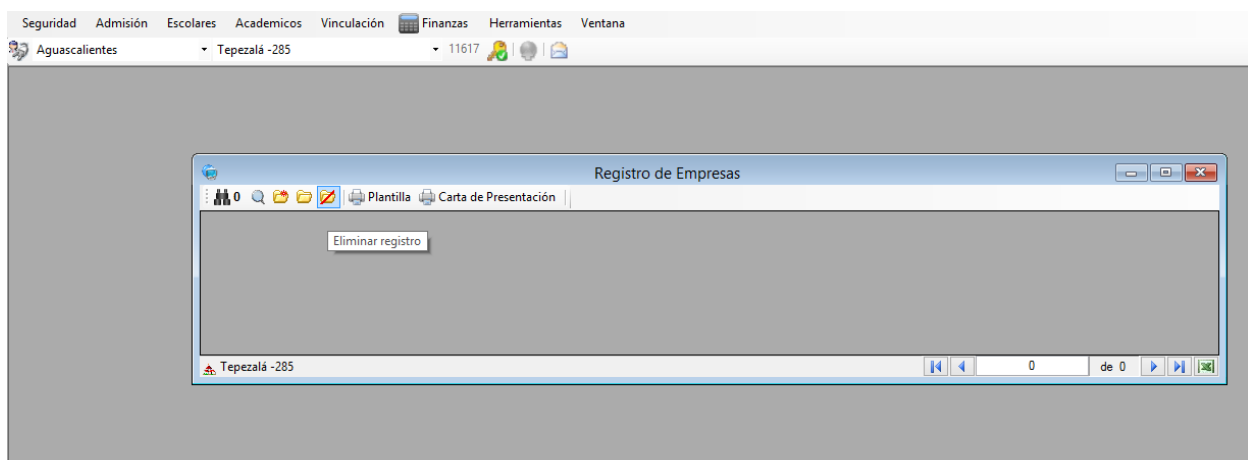 Seguridad Admisión Escolares Academicos Vinculación Finanzas Herramientas Ventana
Aguascalientes Tepezalá -285 11617
Registro de Empresas
0 Plantilla Carta de Presentación
Eliminar registro
Tepezalá -285 0 de 0